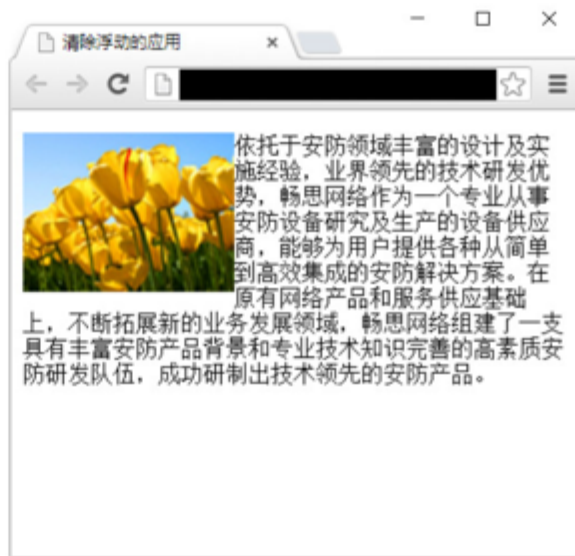 清除浮动的应用
依托于安防领域丰富的设计及实
施经验，业界领先的技术研发优
势，畅思网络作为一个专业从事
安防设备研究及生产的设备供应
商，能够为用户提供各种从简单
到高效集成的安防解决方案。在
原有网络产品和服务供应基础
上，不断拓展新的业务发展领域，畅思网络组建了一支
具有丰富安防产品背景和专业技术知识完善的高素质安
防研发队伍，成功研制出技术领先的安防产品。